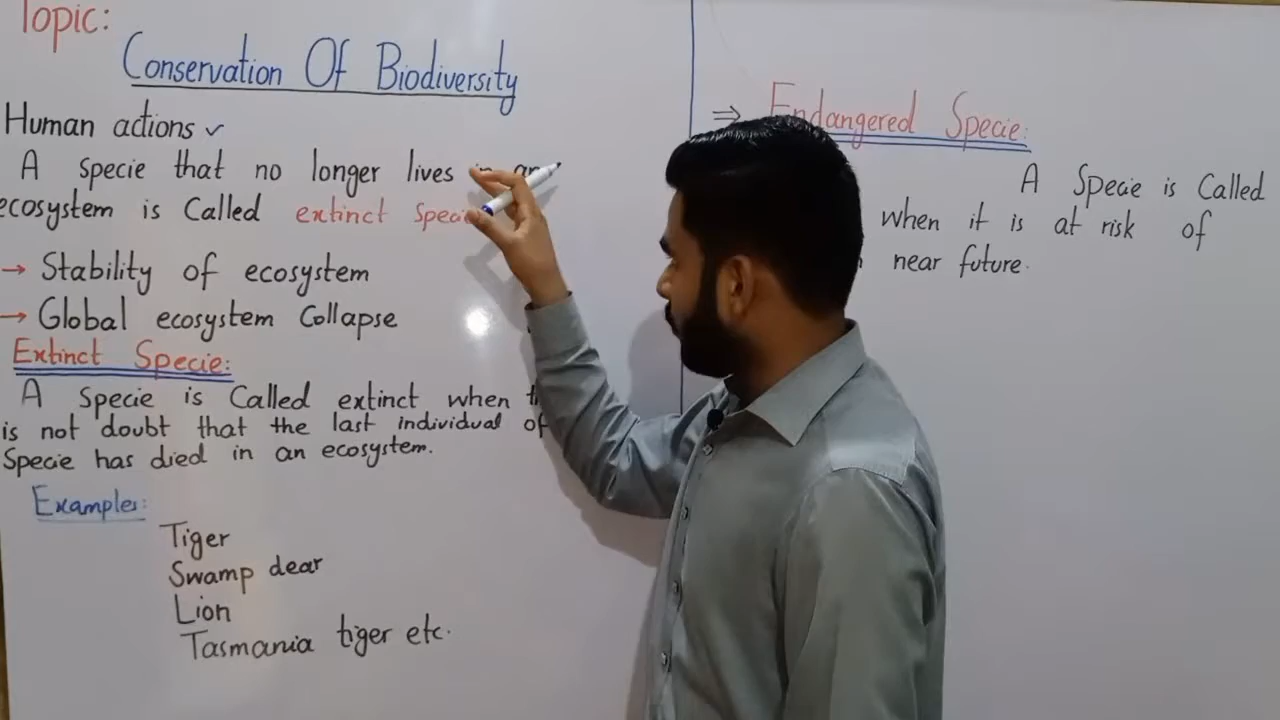 Topic:
Conservation Of Biodiversity
Human actions ✓
A specie that no longer lives in an
ecosystem is Called extinct
→ Stability of ecosystem
→ Global ecosystem Collapse
Extinct Specie:
A Specie is Called extinct when
is not doubt that the last individual of
Specie has died in an ecosystem.
Examples:
Tiger
Swamp dear
Lion
Tasmania tiger etc.
⇒ Endangered Specie:
A Specie is Called
when it is at risk of
near future.